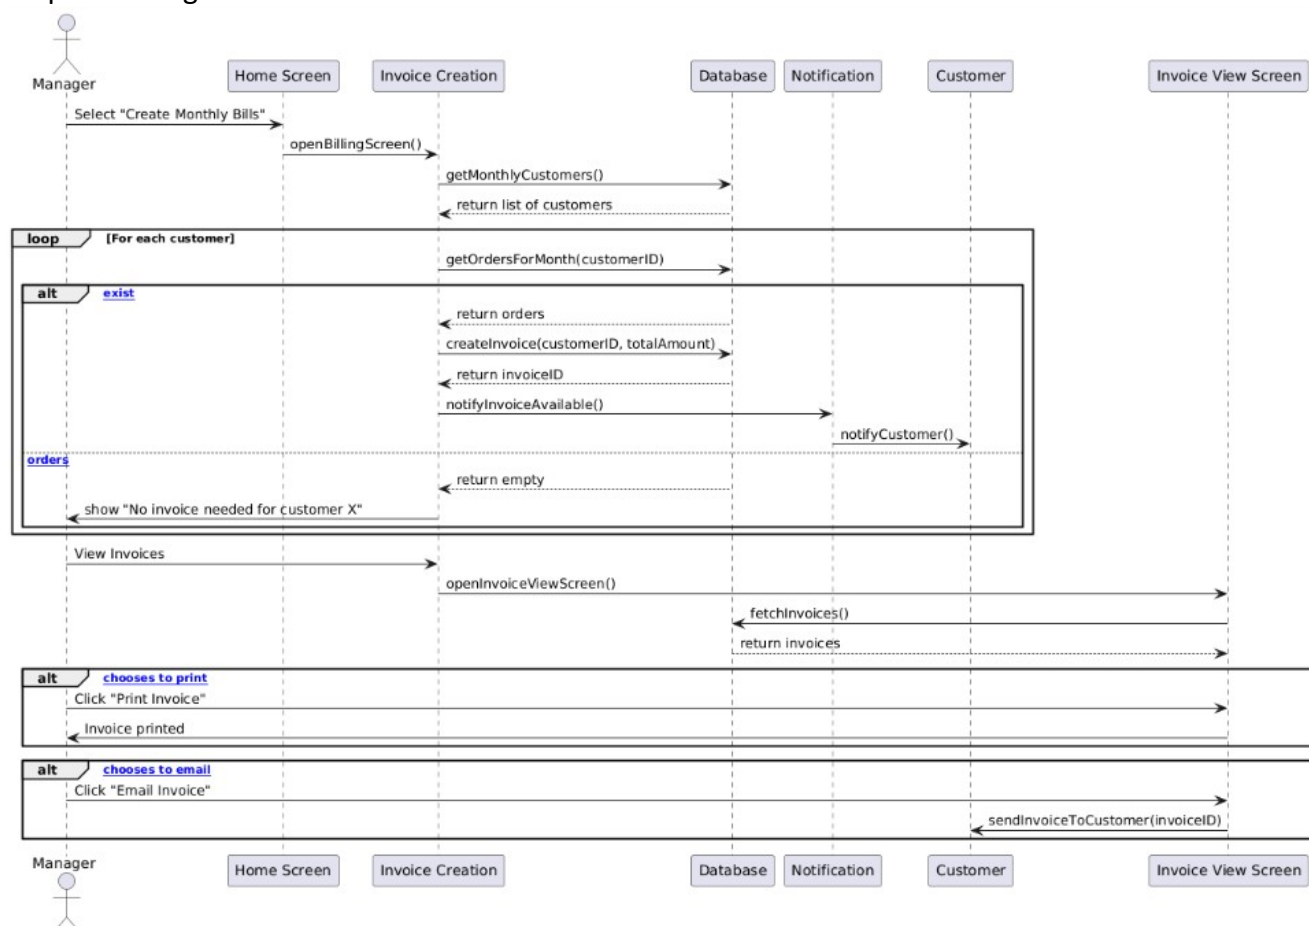 Manager
Home Screen
Invoice Creation
Database
Notification
Customer
Invoice View Screen
Select "Create Monthly Bills"
openBillingScreen()
getMonthlyCustomers()
return list of customers
loop
[For each customer]
getOrdersForMonth(customerID)
alt
exist
return orders
createInvoice(customerID, totalAmount)
return invoiceID
notifyInvoiceAvailable()
notifyCustomer()
orders
return empty
show "No invoice needed for customer X"
View Invoices
openInvoiceViewScreen()
fetchInvoices()
return invoices
alt
chooses to print
Click "Print Invoice"
Invoice printed
alt
chooses to email
Click "Email Invoice"
sendInvoiceToCustomer(invoiceID)
Manager
Home Screen
Invoice Creation
Database
Notification
Customer
Invoice View Screen